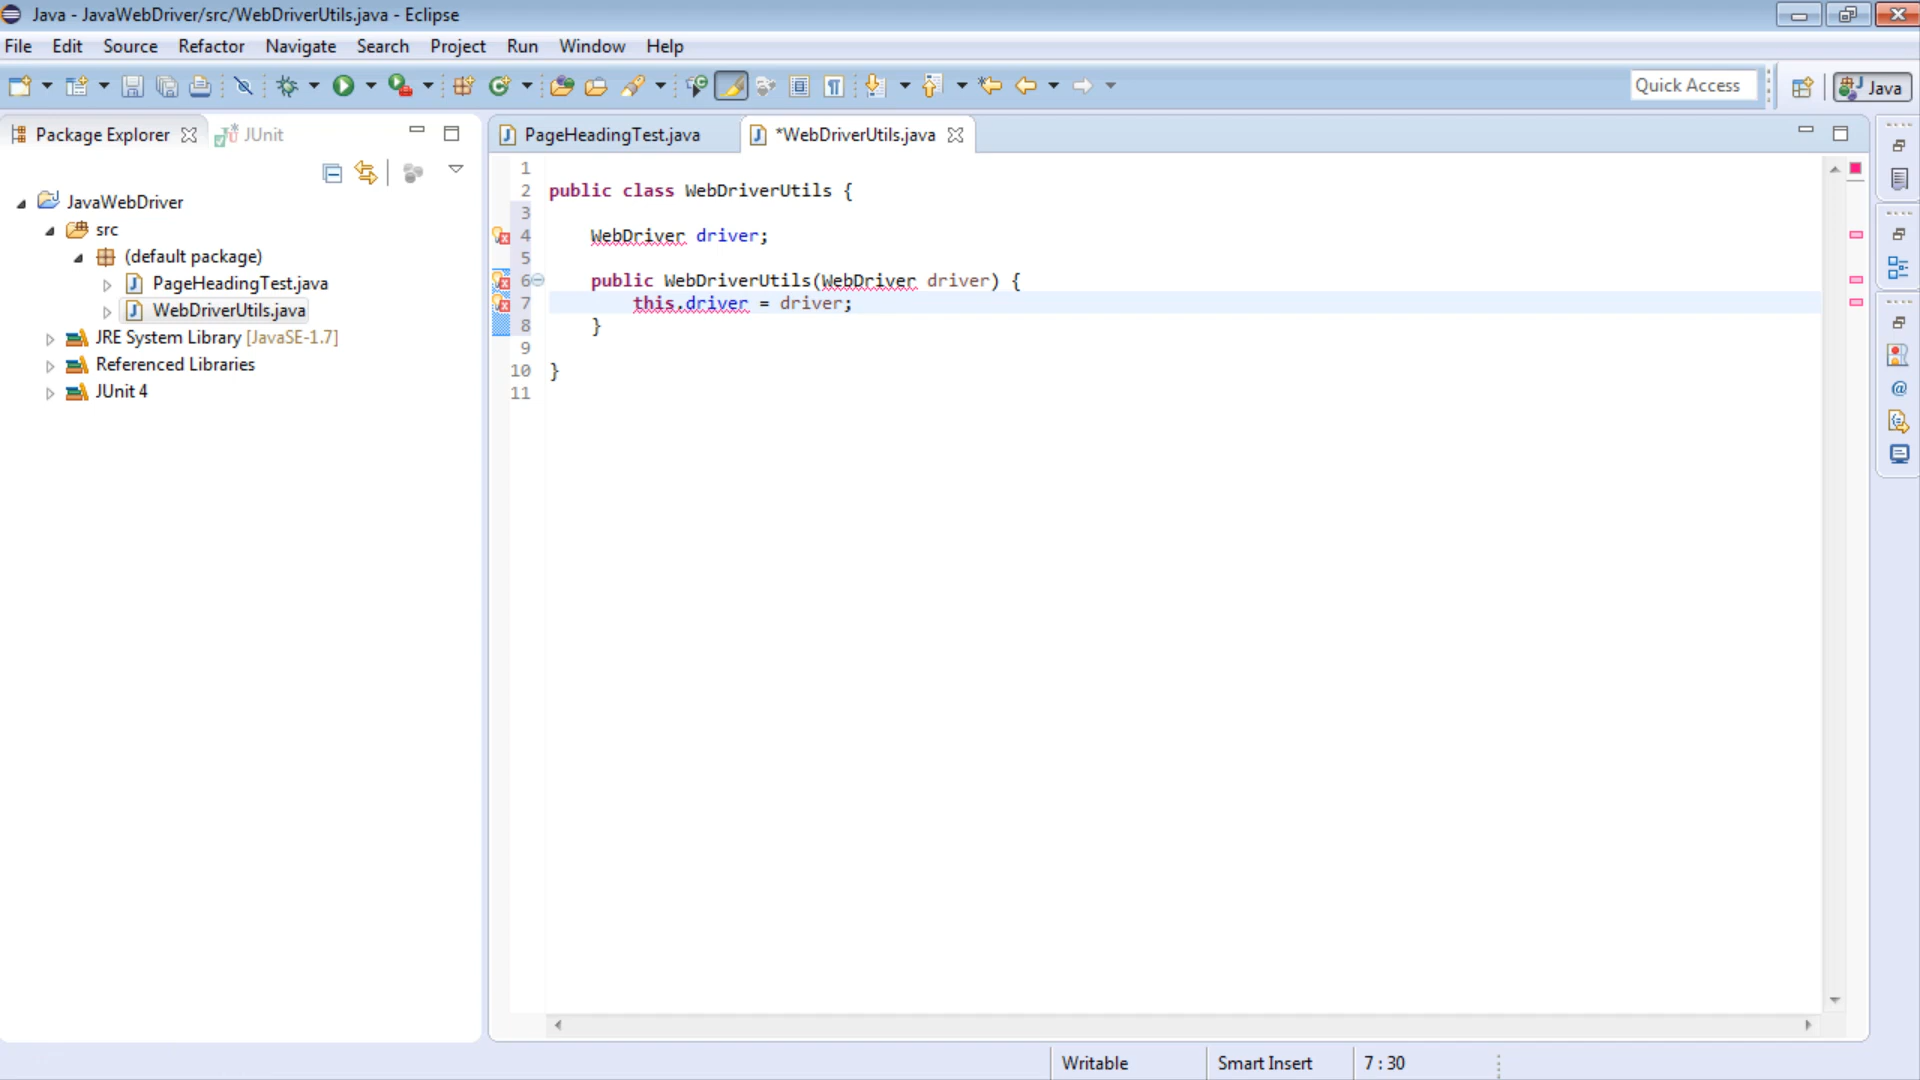 Java - JavaWebDriver/src/WebDriverUtils.java - Eclipse
File Edit Source Refactor Navigate Search Project Run Window Help
Quick Access
Java
Package Explorer
JUnit
PageHeadingTest.java
*WebDriverUtils.java
JavaWebDriver
src
(default package)
PageHeadingTest.java
WebDriverUtils.java
JRE System Library [JavaSE-1.7]
Referenced Libraries
JUnit 4
1
2 public class WebDriverUtils {
3
4 WebDriver driver;
5
6 public WebDriverUtils(WebDriver driver) {
7 this.driver = driver;
8 }
9
10 }
11
Writable
Smart Insert
7 : 30